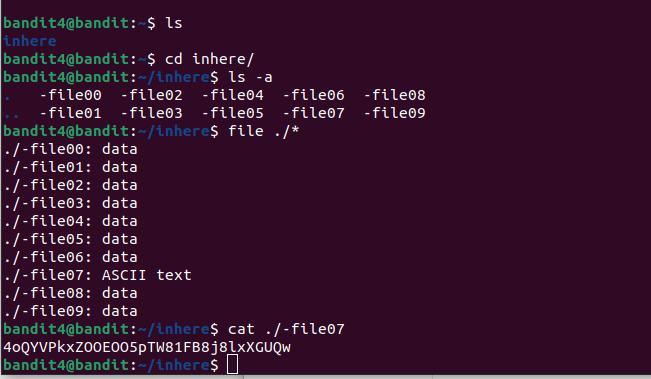 bandit4@bandit:~$ ls
inhere
bandit4@bandit:~$ cd inhere/
bandit4@bandit:~/inhere$ ls -a
.   -file00  -file02  -file04  -file06  -file08
..  -file01  -file03  -file05  -file07  -file09
bandit4@bandit:~/inhere$ file ./*
./-file00: data
./-file01: data
./-file02: data
./-file03: data
./-file04: data
./-file05: data
./-file06: data
./-file07: ASCII text
./-file08: data
./-file09: data
bandit4@bandit:~/inhere$ cat ./-file07
4oQYVPkxZOOEOO5pTW81FB8j8lxXGUQw
bandit4@bandit:~/inhere$